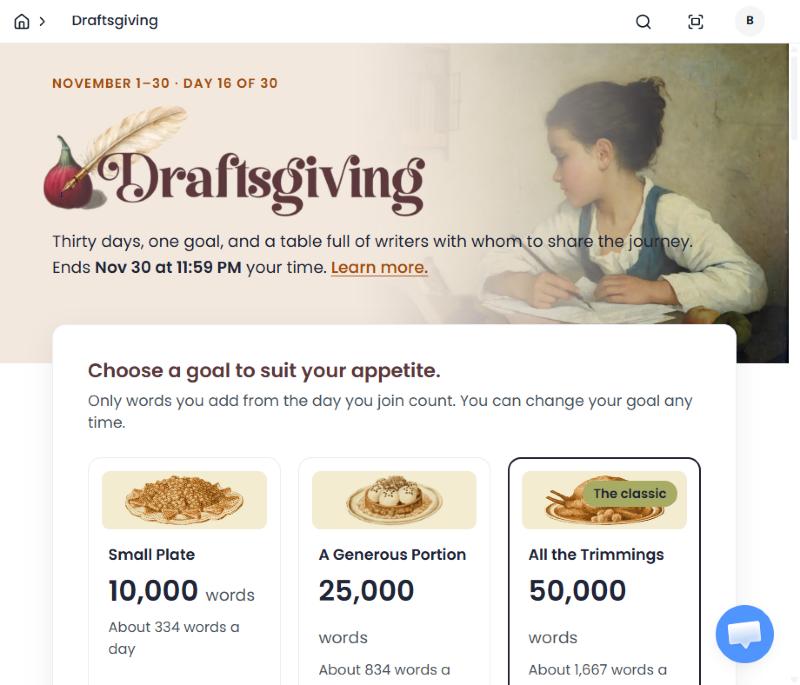 Draftsgiving
B
NOVEMBER 1–30 · DAY 16 OF 30
Draftsgiving
Thirty days, one goal, and a table full of writers with whom to share the journey.
Ends Nov 30 at 11:59 PM your time. Learn more.
Choose a goal to suit your appetite.
Only words you add from the day you join count. You can change your goal any
time.
Small Plate
10,000 words
About 334 words a
day
A Generous Portion
25,000
words
About 834 words a
The classic
All the Trimmings
50,000
words
About 1,667 words a